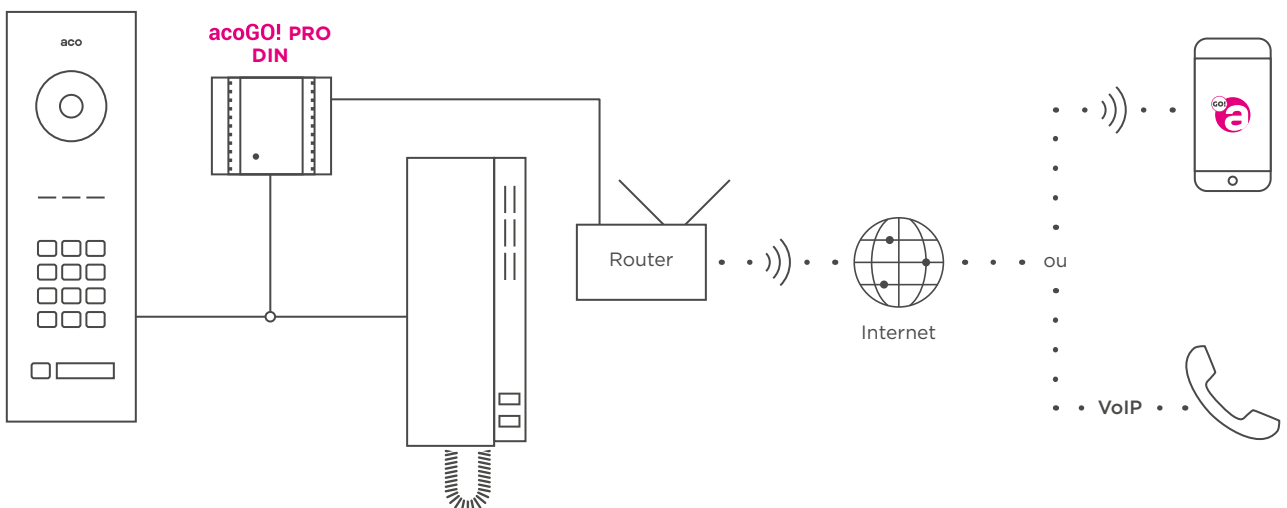 aco
acoGO! PRO
DIN
Router
Internet
ou
GO!
a
VoIP